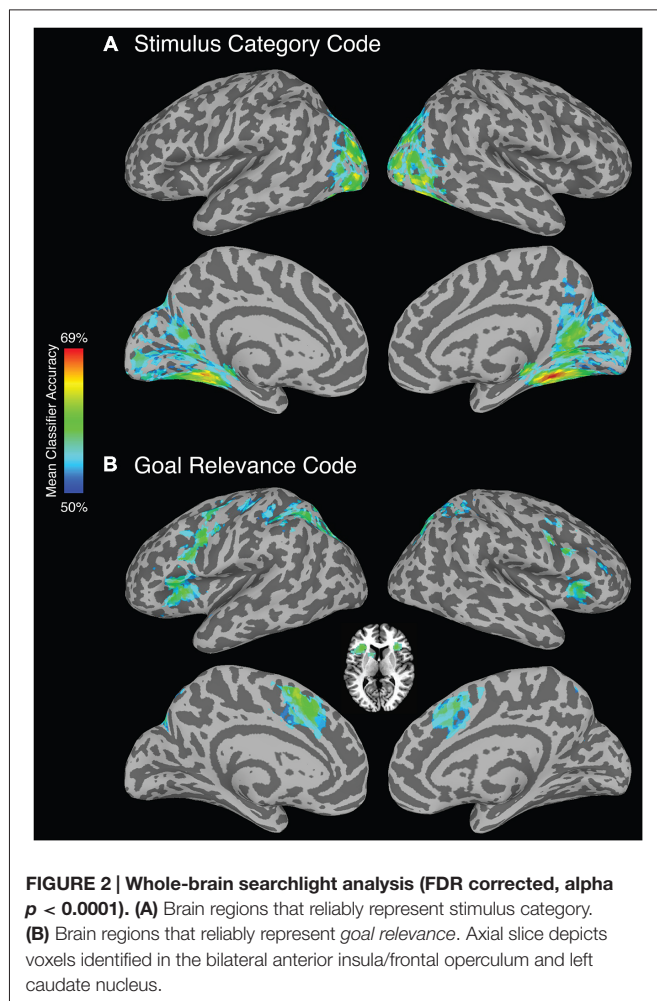 A Stimulus Category Code
69%
Mean Classifier Accuracy
50%
B Goal Relevance Code
FIGURE 2 | Whole-brain searchlight analysis (FDR corrected, alpha
p < 0.0001). (A) Brain regions that reliably represent stimulus category.
(B) Brain regions that reliably represent goal relevance. Axial slice depicts
voxels identified in the bilateral anterior insula/frontal operculum and left
caudate nucleus.